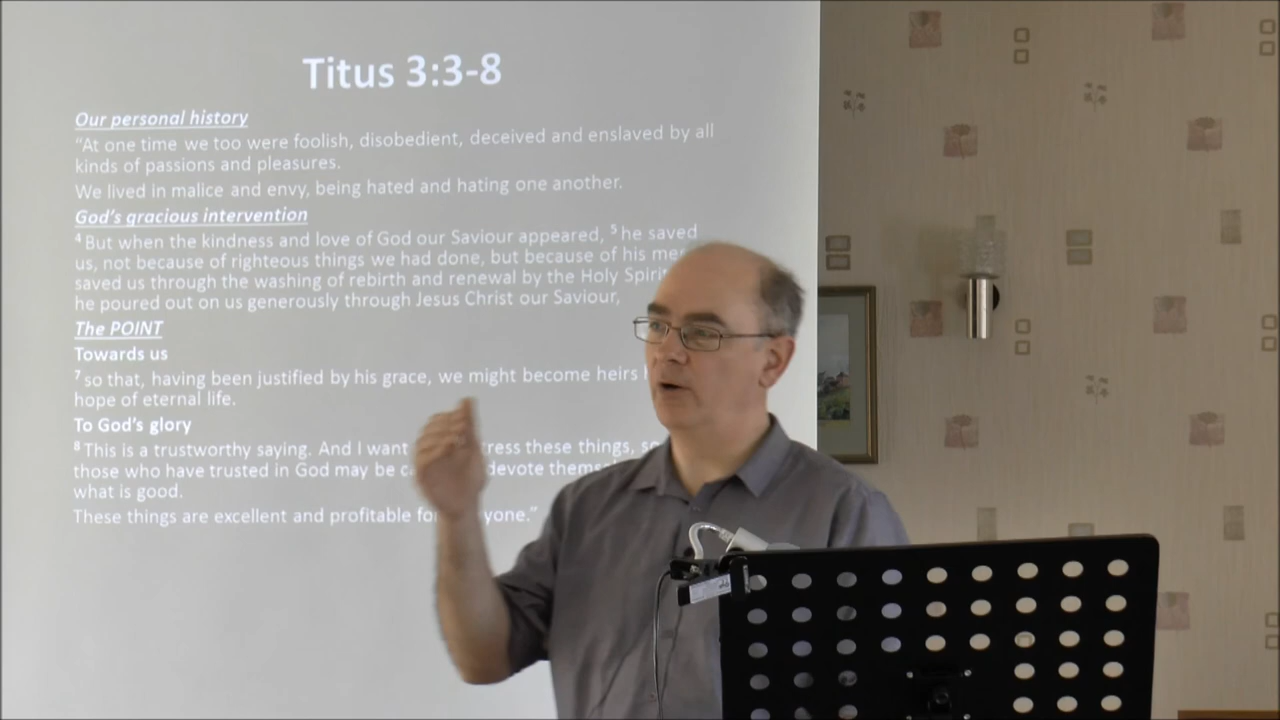 Titus 3:3-8
Our personal history
“At one time we too were foolish, disobedient, deceived and enslaved by all
kinds of passions and pleasures.
We lived in malice and envy, being hated and hating one another.
God's gracious intervention
⁴ But when the kindness and love of God our Saviour appeared, ⁵ he saved
us, not because of righteous things we had done, but because of his
saved us through the washing of rebirth and renewal by the Holy
he poured out on us generously through Jesus Christ our Saviour,
The POINT
Towards us
⁷ so that, having been justified by his grace, we might become heirs
hope of eternal life.
To God's glory
⁸ This is a trustworthy saying. And I want these things,
those who have trusted in God may be devote
what is good.
These things are excellent and profitable